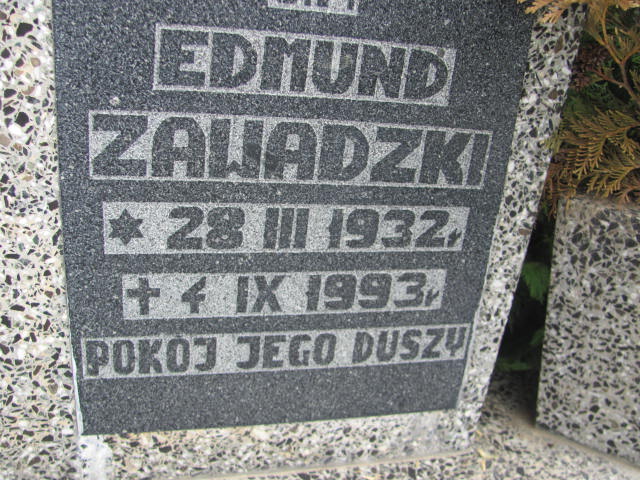 EDMUND
ZAWADZKI
* 28 III 1932r
+ 4 IX 1993r
POKÓJ JEGO DUSZY